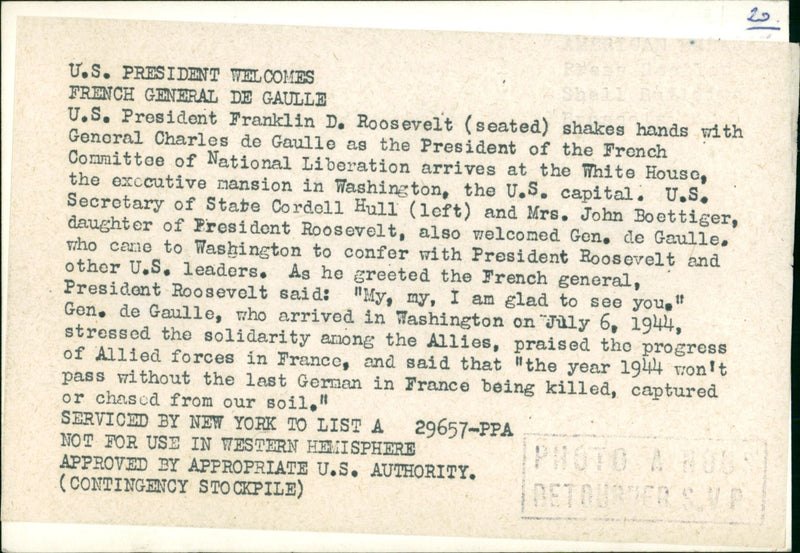 20
AMERICAN
Press
Shell
U.S. PRESIDENT WELCOMES
FRENCH GENERAL DE GAULLE
U.S. President Franklin D. Roosevelt (seated) shakes hands with
General Charles de Gaulle as the President of the French
Committee of National Liberation arrives at the White House,
the executive mansion in Washington, the U.S. capital. U.S.
Secretary of State Cordell Hull (left) and Mrs. John Boettiger,
daughter of President Roosevelt, also welcomed Gen. de Gaulle.
who came to Washington to confer with President Roosevelt and
other U.S. leaders. As he greeted the French general,
President Roosevelt said: "My, my, I am glad to see you,"
Gen. de Gaulle, who arrived in Washington on July 6, 1944,
stressed the solidarity among the Allies, praised the progress
of Allied forces in France, and said that "the year 1944 won't
pass without the last German in France being killed, captured
or chased from our soil."
SERVICED BY NEW YORK TO LIST A 29657-PPA
NOT FOR USE IN WESTERN HEMISPHERE
APPROVED BY APPROPRIATE U.S. AUTHORITY.
(CONTINGENCY STOCKPILE)
PHOTO A NOUS
RETOURNER S.V.P